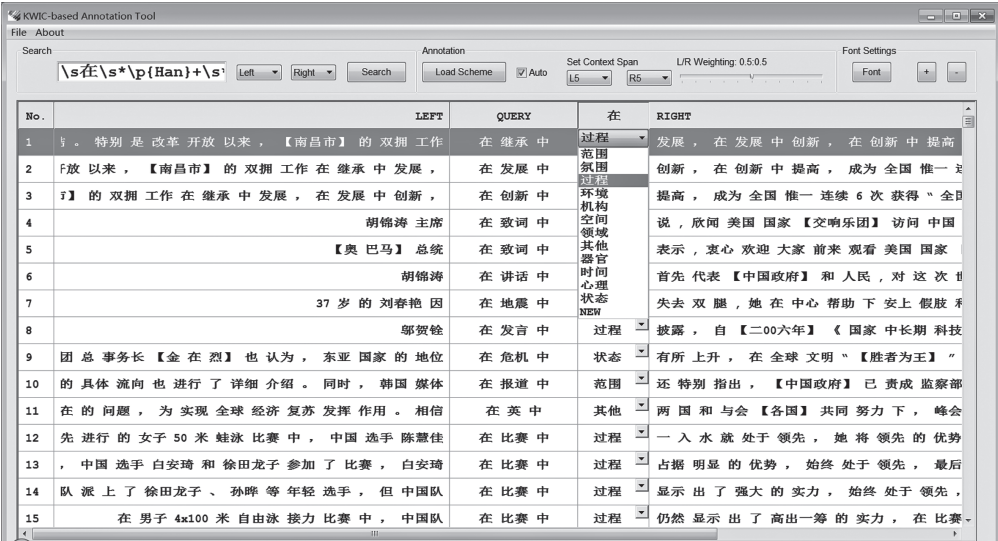 KWIC-based Annotation Tool
File About
Search Annotation Font Settings
\s在\s*\p{Han}+\s Left Right Search Load Scheme Auto Set Context Span L5 R5 L/R Weighting: 0.5:0.5 Font + -
No. LEFT QUERY 在 RIGHT
1 。 特别 是 改革 开放 以来 , 【南昌市】 的 双拥 工作 在 继承 中 过程 发展 , 在 发展 中 创新 , 在 创新 中 提高
范围
氛围
过程
环境
机构
空间
领域
其他
器官
时间
心理
状态
NEW
2 放 以来 , 【南昌市】 的 双拥 工作 在 继承 中 发展 , 在 发展 中 创新 , 在 创新 中 提高 , 成为 全国 惟一
3 】 的 双拥 工作 在 继承 中 发展 , 在 发展 中 创新 , 在 创新 中 提高 , 成为 全国 惟一 连续 6 次 获得 “ 全
4 胡锦涛 主席 在 致词 中 说 , 欣闻 美国 国家 【交响乐团】 访问 中国
5 【奥 巴马】 总统 在 致词 中 表示 , 衷心 欢迎 大家 前来 观看 美国 国家
6 胡锦涛 在 讲话 中 首先 代表 【中国政府】 和 人民 , 对 这 次
7 37 岁 的 刘春艳 因 在 地震 中 失去 双 腿 , 她 在 中心 帮助 下 安上 假肢
8 邬贺铨 在 发言 中 过程 披露 , 自 【二00六年】 《 国家 中长期 科技
9 团 总 事务长 【金 在 烈】 也 认为 , 东亚 国家 的 地位 在 危机 中 状态 有所 上升 , 在 全球 文明 “ 【胜者为王】 ”
10 的 具体 流向 也 进行 了 详细 介绍 。 同时 , 韩国 媒体 在 报道 中 范围 还 特别 指出 , 【中国政府】 已 责成 监察部
11 在 的 问题 , 为 实现 全球 经济 复苏 发挥 作用 。 相信 在 英 中 其他 两 国 和 与会 【各国】 共同 努力 下 , 峰会
12 先 进行 的 女子 50 米 蛙泳 比赛 中 , 中国 选手 陈慧佳 在 比赛 中 过程 一 入 水 就 处于 领先 , 她 将 领先 的 优势
13 , 中国 选手 白安琦 和 徐田龙子 参加 了 比赛 , 白安琦 在 比赛 中 过程 占据 明显 的 优势 , 始终 处于 领先 , 最后
14 队 派 上 了 徐田龙子 、 孙晔 等 年轻 选手 , 但 中国队 在 比赛 中 过程 显示 出 了 强大 的 实力 , 始终 处于 领先 ,
15 在 男子 4x100 米 自由泳 接力 比赛 中 , 中国队 在 比赛 中 过程 仍然 显示 出 了 高出 一筹 的 实力 , 在 比赛